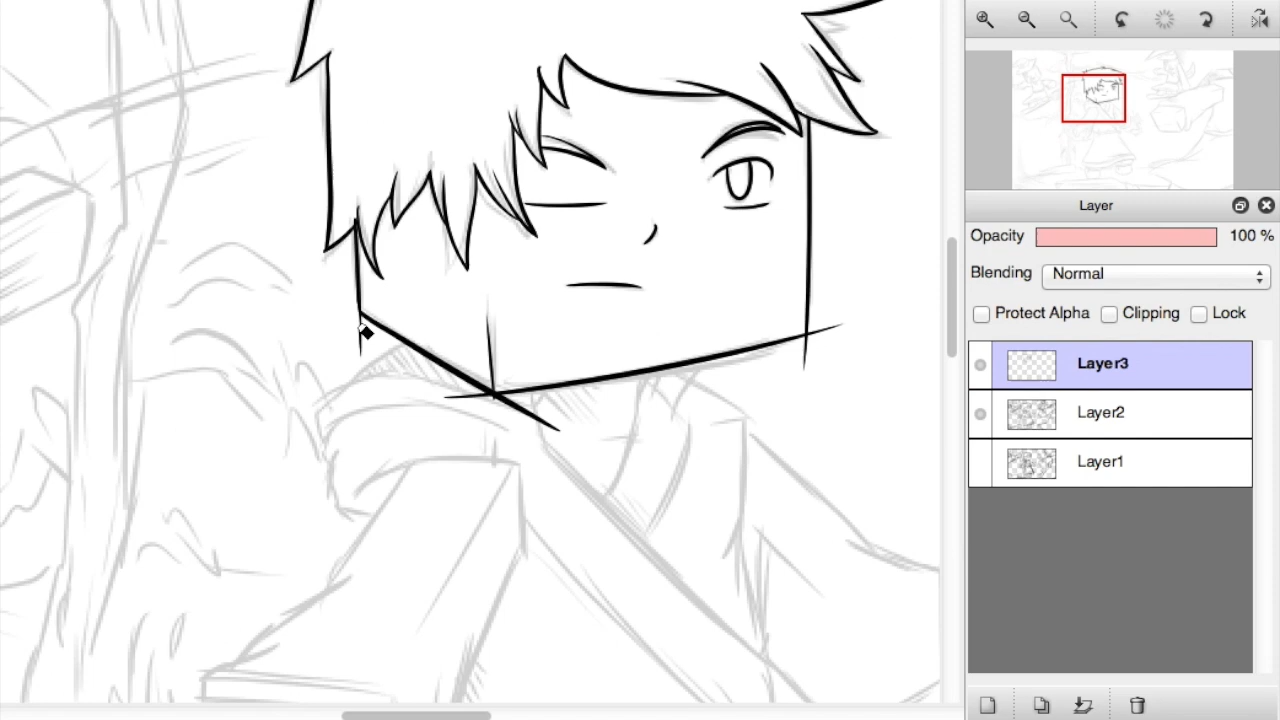 Layer
Opacity 100 %
Blending Normal
Protect Alpha Clipping Lock
Layer3
Layer2
Layer1